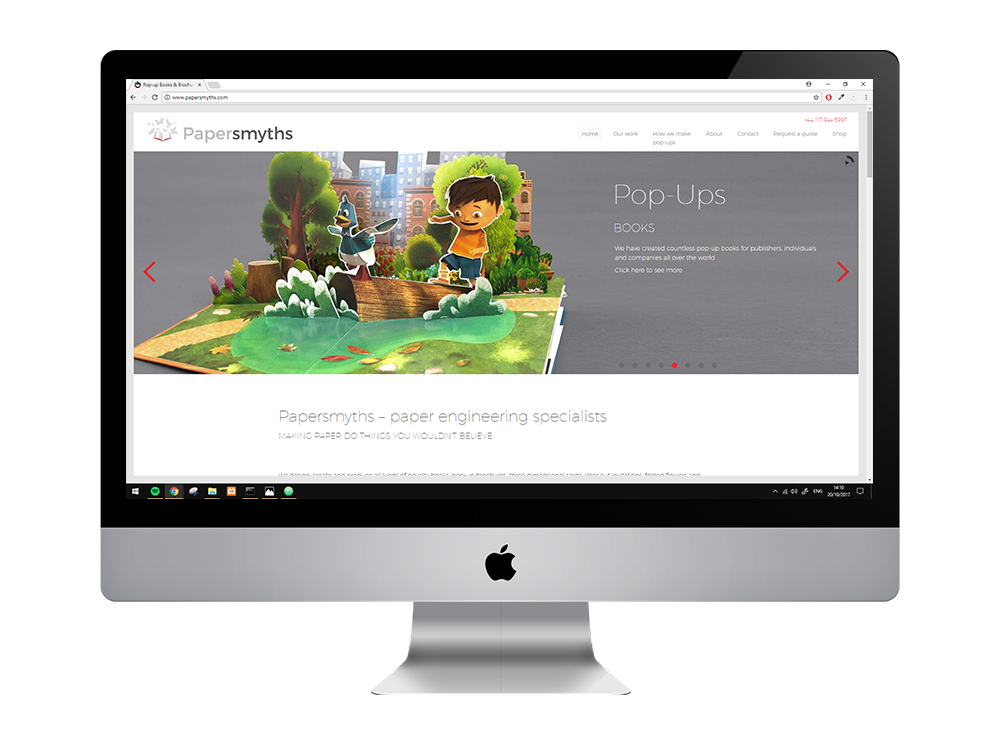 Pop-up Books & Brochu
www.papersmyths.com
Papersmyths
Home Our work How we make About Contact Request a quote Shop
pop-ups
Pop-Ups
BOOKS
We have created countless pop-up books for publishers, individuals
and companies all over the world
Click here to see more
Papersmyths – paper engineering specialists
MAKING PAPER DO THINGS YOU WOULDN'T BELIEVE
ENG
14:10
20/10/2017